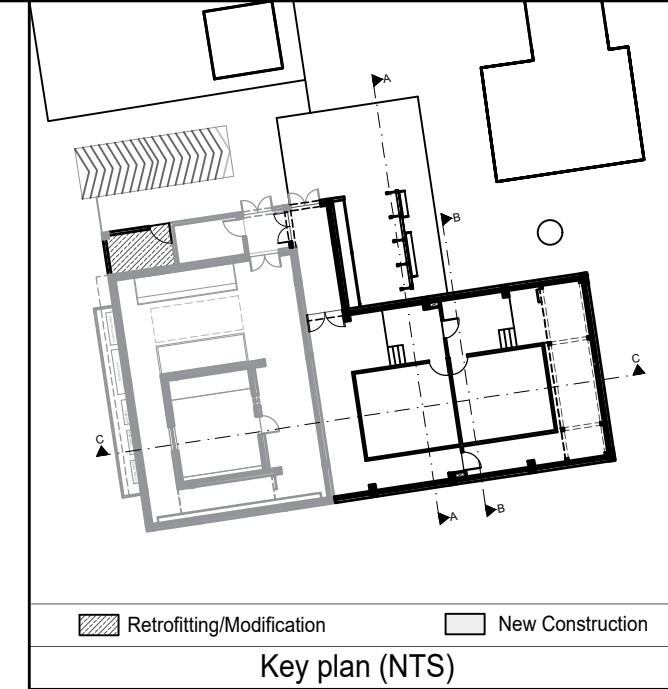 A
B
C
C
A
B
Retrofitting/Modification
New Construction
Key plan (NTS)